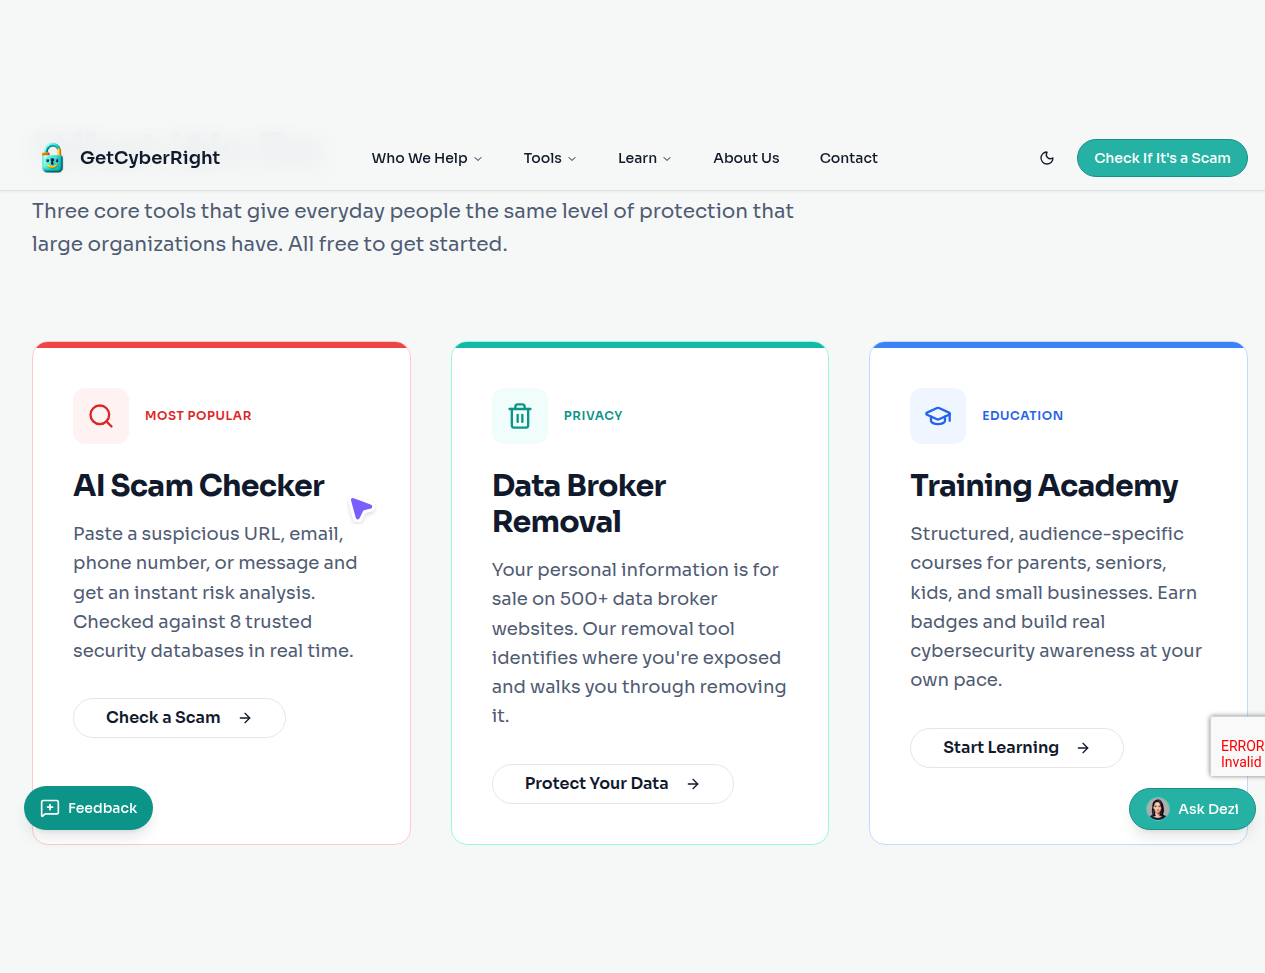 GetCyberRight
Who We Help
Tools
Learn
About Us
Contact
Check If It's a Scam
Three core tools that give everyday people the same level of protection that
large organizations have. All free to get started.
MOST POPULAR
AI Scam Checker
Paste a suspicious URL, email,
phone number, or message and
get an instant risk analysis.
Checked against 8 trusted
security databases in real time.
Check a Scam
PRIVACY
Data Broker
Removal
Your personal information is for
sale on 500+ data broker
websites. Our removal tool
identifies where you're exposed
and walks you through removing
it.
Protect Your Data
EDUCATION
Training Academy
Structured, audience-specific
courses for parents, seniors,
kids, and small businesses. Earn
badges and build real
cybersecurity awareness at your
own pace.
Start Learning
ERROR
Invalid
Feedback
Ask Dezi